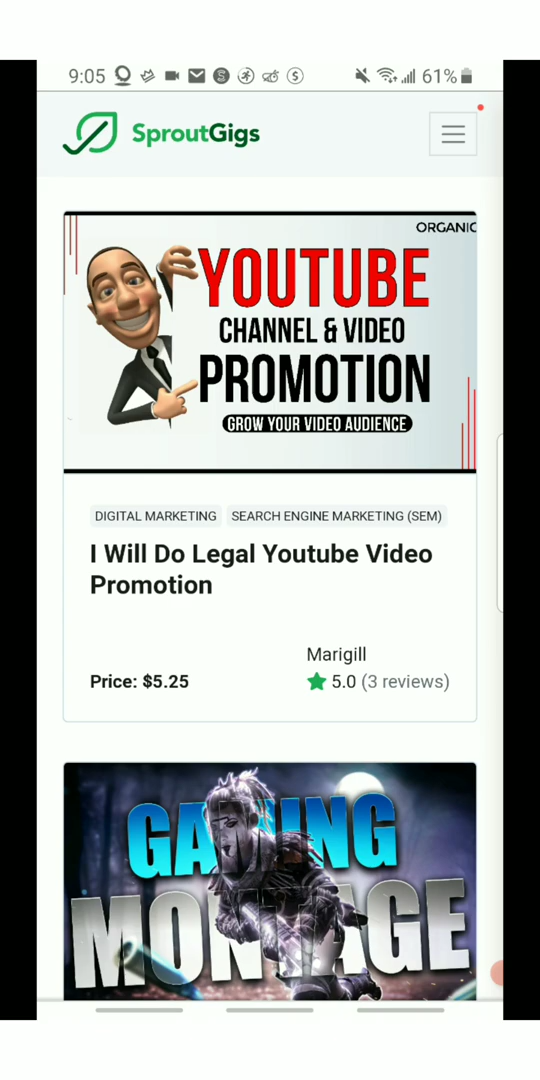 9:05
61%
SproutGigs
ORGANIC
YOUTUBE
CHANNEL & VIDEO
PROMOTION
GROW YOUR VIDEO AUDIENCE
DIGITAL MARKETING SEARCH ENGINE MARKETING (SEM)
I Will Do Legal Youtube Video
Promotion
Marigill
Price: $5.25 5.0 (3 reviews)
GAMING
MONTAGE